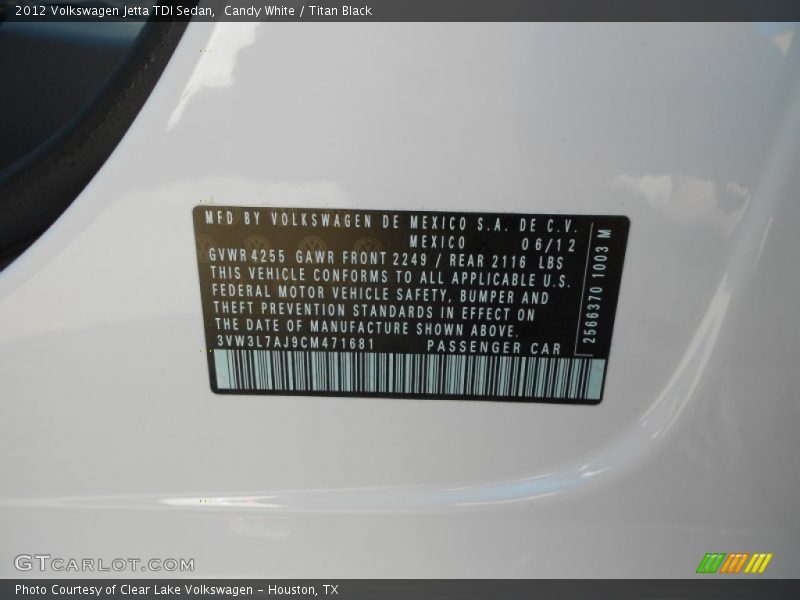 2012 Volkswagen Jetta TDI Sedan,  Candy White / Titan Black
MFD BY VOLKSWAGEN DE MEXICO S.A. DE C.V.
MEXICO 06/12
GVWR 4255 GAWR FRONT 2249 / REAR 2116 LBS
THIS VEHICLE CONFORMS TO ALL APPLICABLE U.S.
FEDERAL MOTOR VEHICLE SAFETY, BUMPER AND
THEFT PREVENTION STANDARDS IN EFFECT ON
THE DATE OF MANUFACTURE SHOWN ABOVE.
3VW3L7AJ9CM471681 PASSENGER CAR
2566370 1003 M
GTCARLOT.COM
Photo Courtesy of Clear Lake Volkswagen – Houston, TX